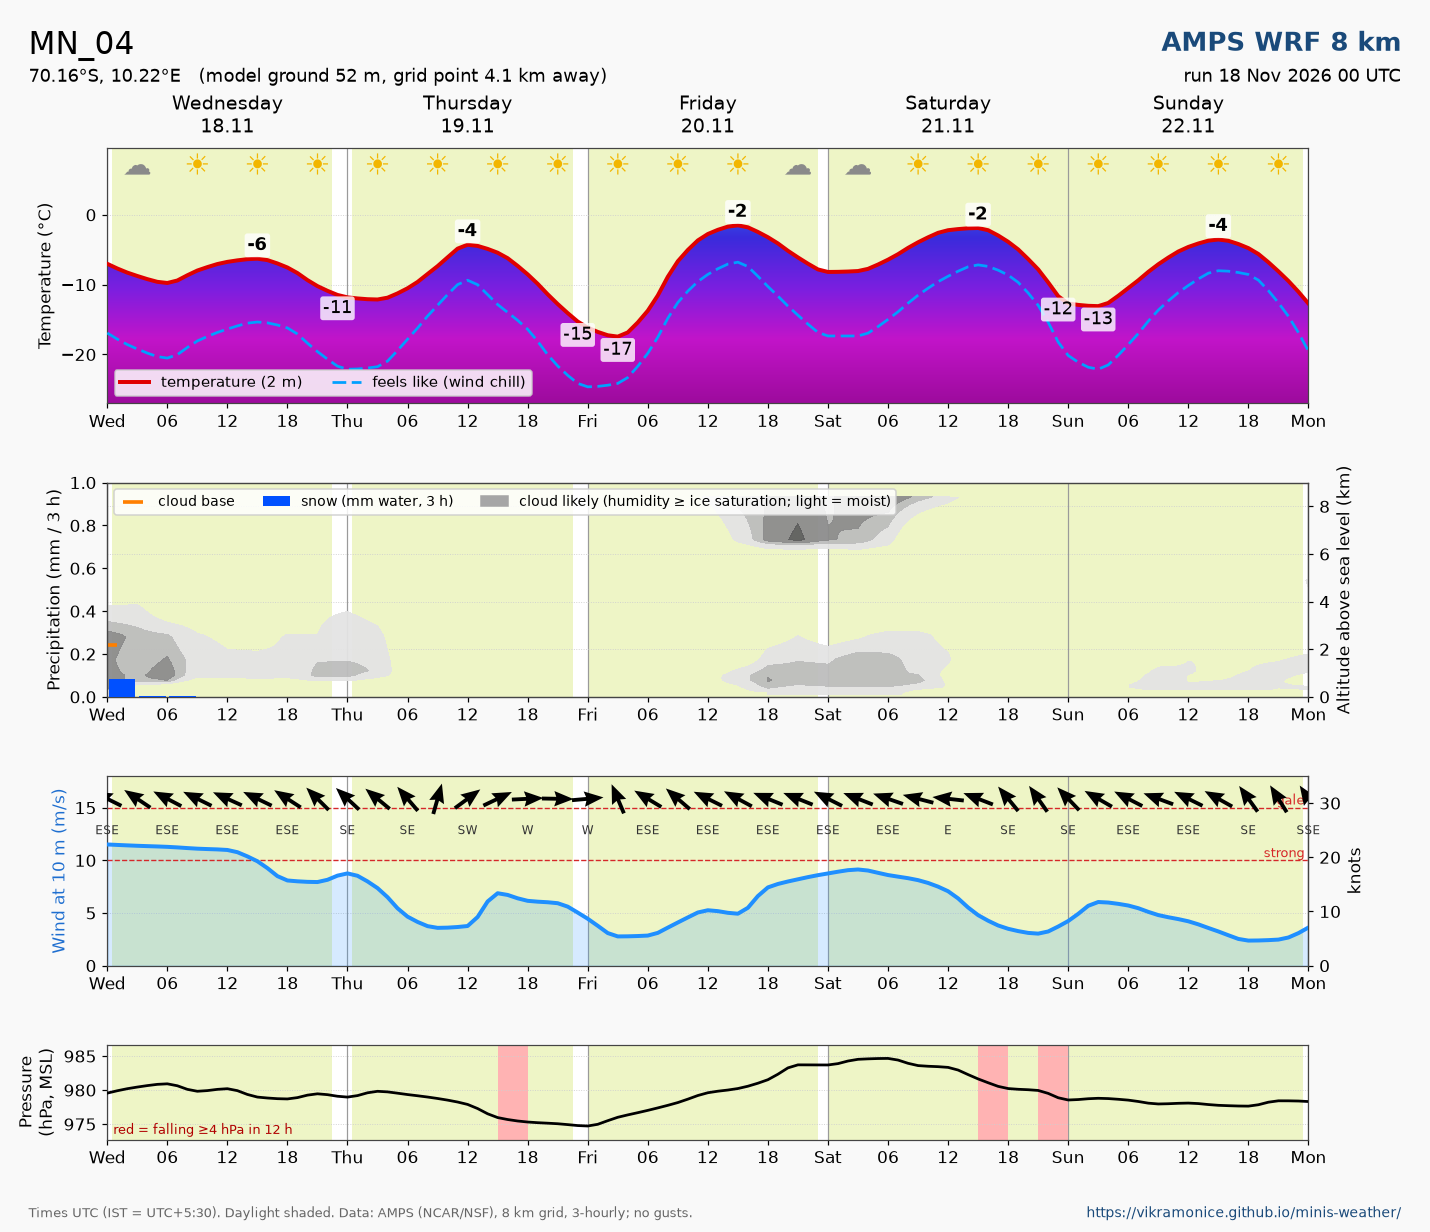 MN_04
AMPS WRF 8 km
70.16°S, 10.22°E (model ground 52 m, grid point 4.1 km away)
run 18 Nov 2026 00 UTC
Wednesday Thursday Friday Saturday Sunday
18.11 19.11 20.11 21.11 22.11
Temperature (°C)
0
−10
−20
-6 -4 -2 -2 -4
-11 -15 -17 -12 -13
temperature (2 m) feels like (wind chill)
Wed 06 12 18 Thu 06 12 18 Fri 06 12 18 Sat 06 12 18 Sun 06 12 18 Mon
Precipitation (mm / 3 h)
1.0
0.8
0.6
0.4
0.2
0.0
cloud base snow (mm water, 3 h) cloud likely (humidity ≥ ice saturation; light = moist)
8
6
4
2
0
Altitude above sea level (km)
Wed 06 12 18 Thu 06 12 18 Fri 06 12 18 Sat 06 12 18 Sun 06 12 18 Mon
Wind at 10 m (m/s)
15
10
5
0
gale
ESE ESE ESE ESE SE SE SW W W ESE ESE ESE ESE ESE E SE SE ESE ESE SE SSE
strong
30
20
10
0
knots
Wed 06 12 18 Thu 06 12 18 Fri 06 12 18 Sat 06 12 18 Sun 06 12 18 Mon
Pressure
(hPa, MSL)
985
980
975
red = falling ≥4 hPa in 12 h
Wed 06 12 18 Thu 06 12 18 Fri 06 12 18 Sat 06 12 18 Sun 06 12 18 Mon
Times UTC (IST = UTC+5:30). Daylight shaded. Data: AMPS (NCAR/NSF), 8 km grid, 3-hourly; no gusts.
https://vikramonice.github.io/minis-weather/